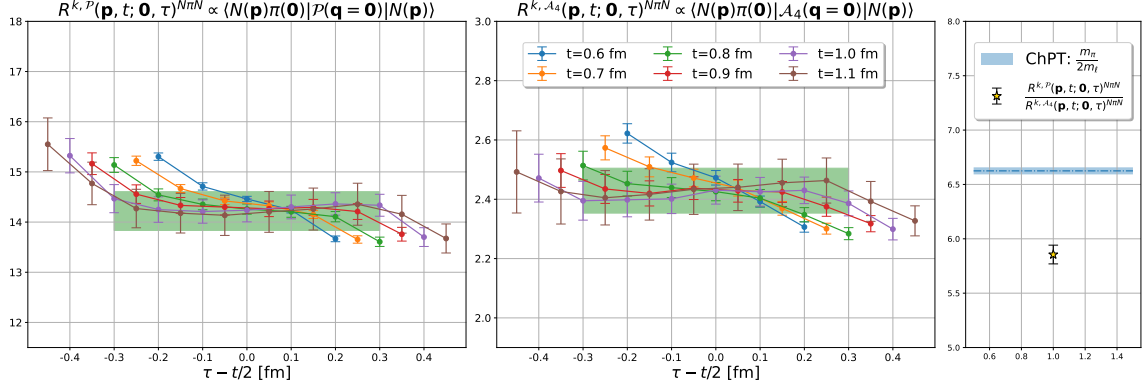 R^{k, 𝒫}(p, t; 0, τ)^{NπN} ∝ ⟨N(p)π(0)|𝒫(q = 0)|N(p)⟩
18
17
16
15
14
13
12
-0.4 -0.3 -0.2 -0.1 0.0 0.1 0.2 0.3 0.4
τ − t/2 [fm]
R^{k, 𝒜₄}(p, t; 0, τ)^{NπN} ∝ ⟨N(p)π(0)|𝒜₄(q = 0)|N(p)⟩
t=0.6 fm t=0.8 fm t=1.0 fm
t=0.7 fm t=0.9 fm t=1.1 fm
3.0
2.8
2.6
2.4
2.2
2.0
-0.4 -0.3 -0.2 -0.1 0.0 0.1 0.2 0.3 0.4
τ − t/2 [fm]
ChPT: m_π / 2m_ℓ
R^{k, 𝒫}(p, t; 0, τ)^{NπN}
R^{k, 𝒜₄}(p, t; 0, τ)^{NπN}
8.0
7.5
7.0
6.5
6.0
5.5
5.0
0.6 0.8 1.0 1.2 1.4